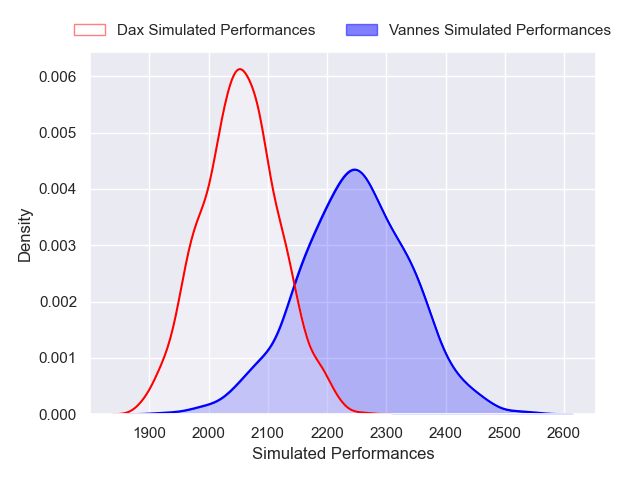 Dax Simulated Performances Vannes Simulated Performances
0.006
0.005
0.004
0.003
0.002
0.001
0.000
Density
1900 2000 2100 2200 2300 2400 2500 2600
Simulated Performances